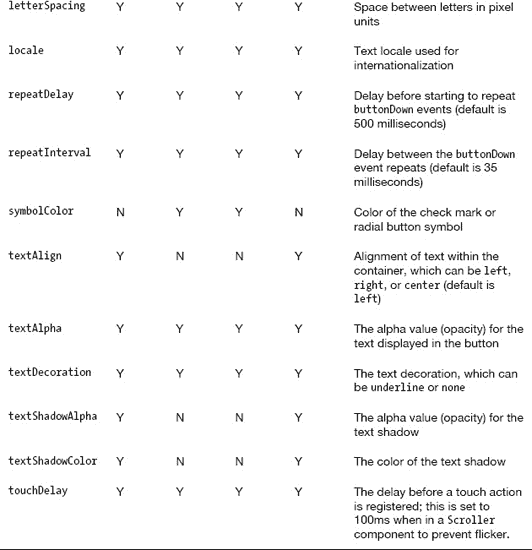 letterSpacing Y Y Y Y Space between letters in pixel
units
locale Y Y Y Y Text locale used for
internationalization
repeatDelay Y Y Y Y Delay before starting to repeat
buttonDown events (default is
500 milliseconds)
repeatInterval Y Y Y Y Delay between the buttonDown
event repeats (default is 35
milliseconds)
symbolColor N Y Y N Color of the check mark or
radial button symbol
textAlign Y N N Y Alignment of text within the
container, which can be left,
right, or center (default is
left)
textAlpha Y Y Y Y The alpha value (opacity) for the
text displayed in the button
textDecoration Y Y Y Y The text decoration, which can
be underline or none
textShadowAlpha Y N N Y The alpha value (opacity) for the
text shadow
textShadowColor Y N N Y The color of the text shadow
touchDelay Y Y Y Y The delay before a touch action
is registered; this is set to
100ms when in a Scroller
component to prevent flicker.